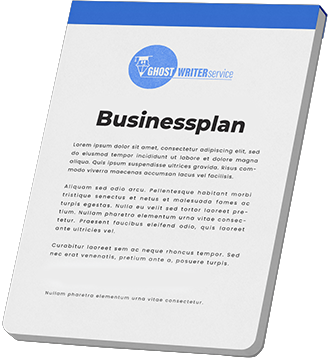 GHOST WRITERservice
Businessplan
Lorem ipsum dolor sit amet, consectetur adipiscing elit, sed
do eiusmod tempor incididunt ut labore et dolore magna
aliqua. Quis ipsum suspendisse ultrices gravida. Risus com-
modo viverra maecenas accumsan lacus vel facilisis.
Aliquam sed odio arcu. Pellentesque habitant morbi
tristique senectus et netus et malesuada fames ac
turpis egestas. Nulla eu velit sed tortor laoreet pre-
tium. Nullam pharetra elementum urna vitae consec-
tetur. Praesent faucibus eleifend odio, quis laoreet
ante ultricies vel.
Curabitur laoreet sem ac neque rhoncus tempor. Sed
nec erat venenatis, pretium ante a, posuere turpis.
Nullam pharetra elementum urna vitae consectetur.